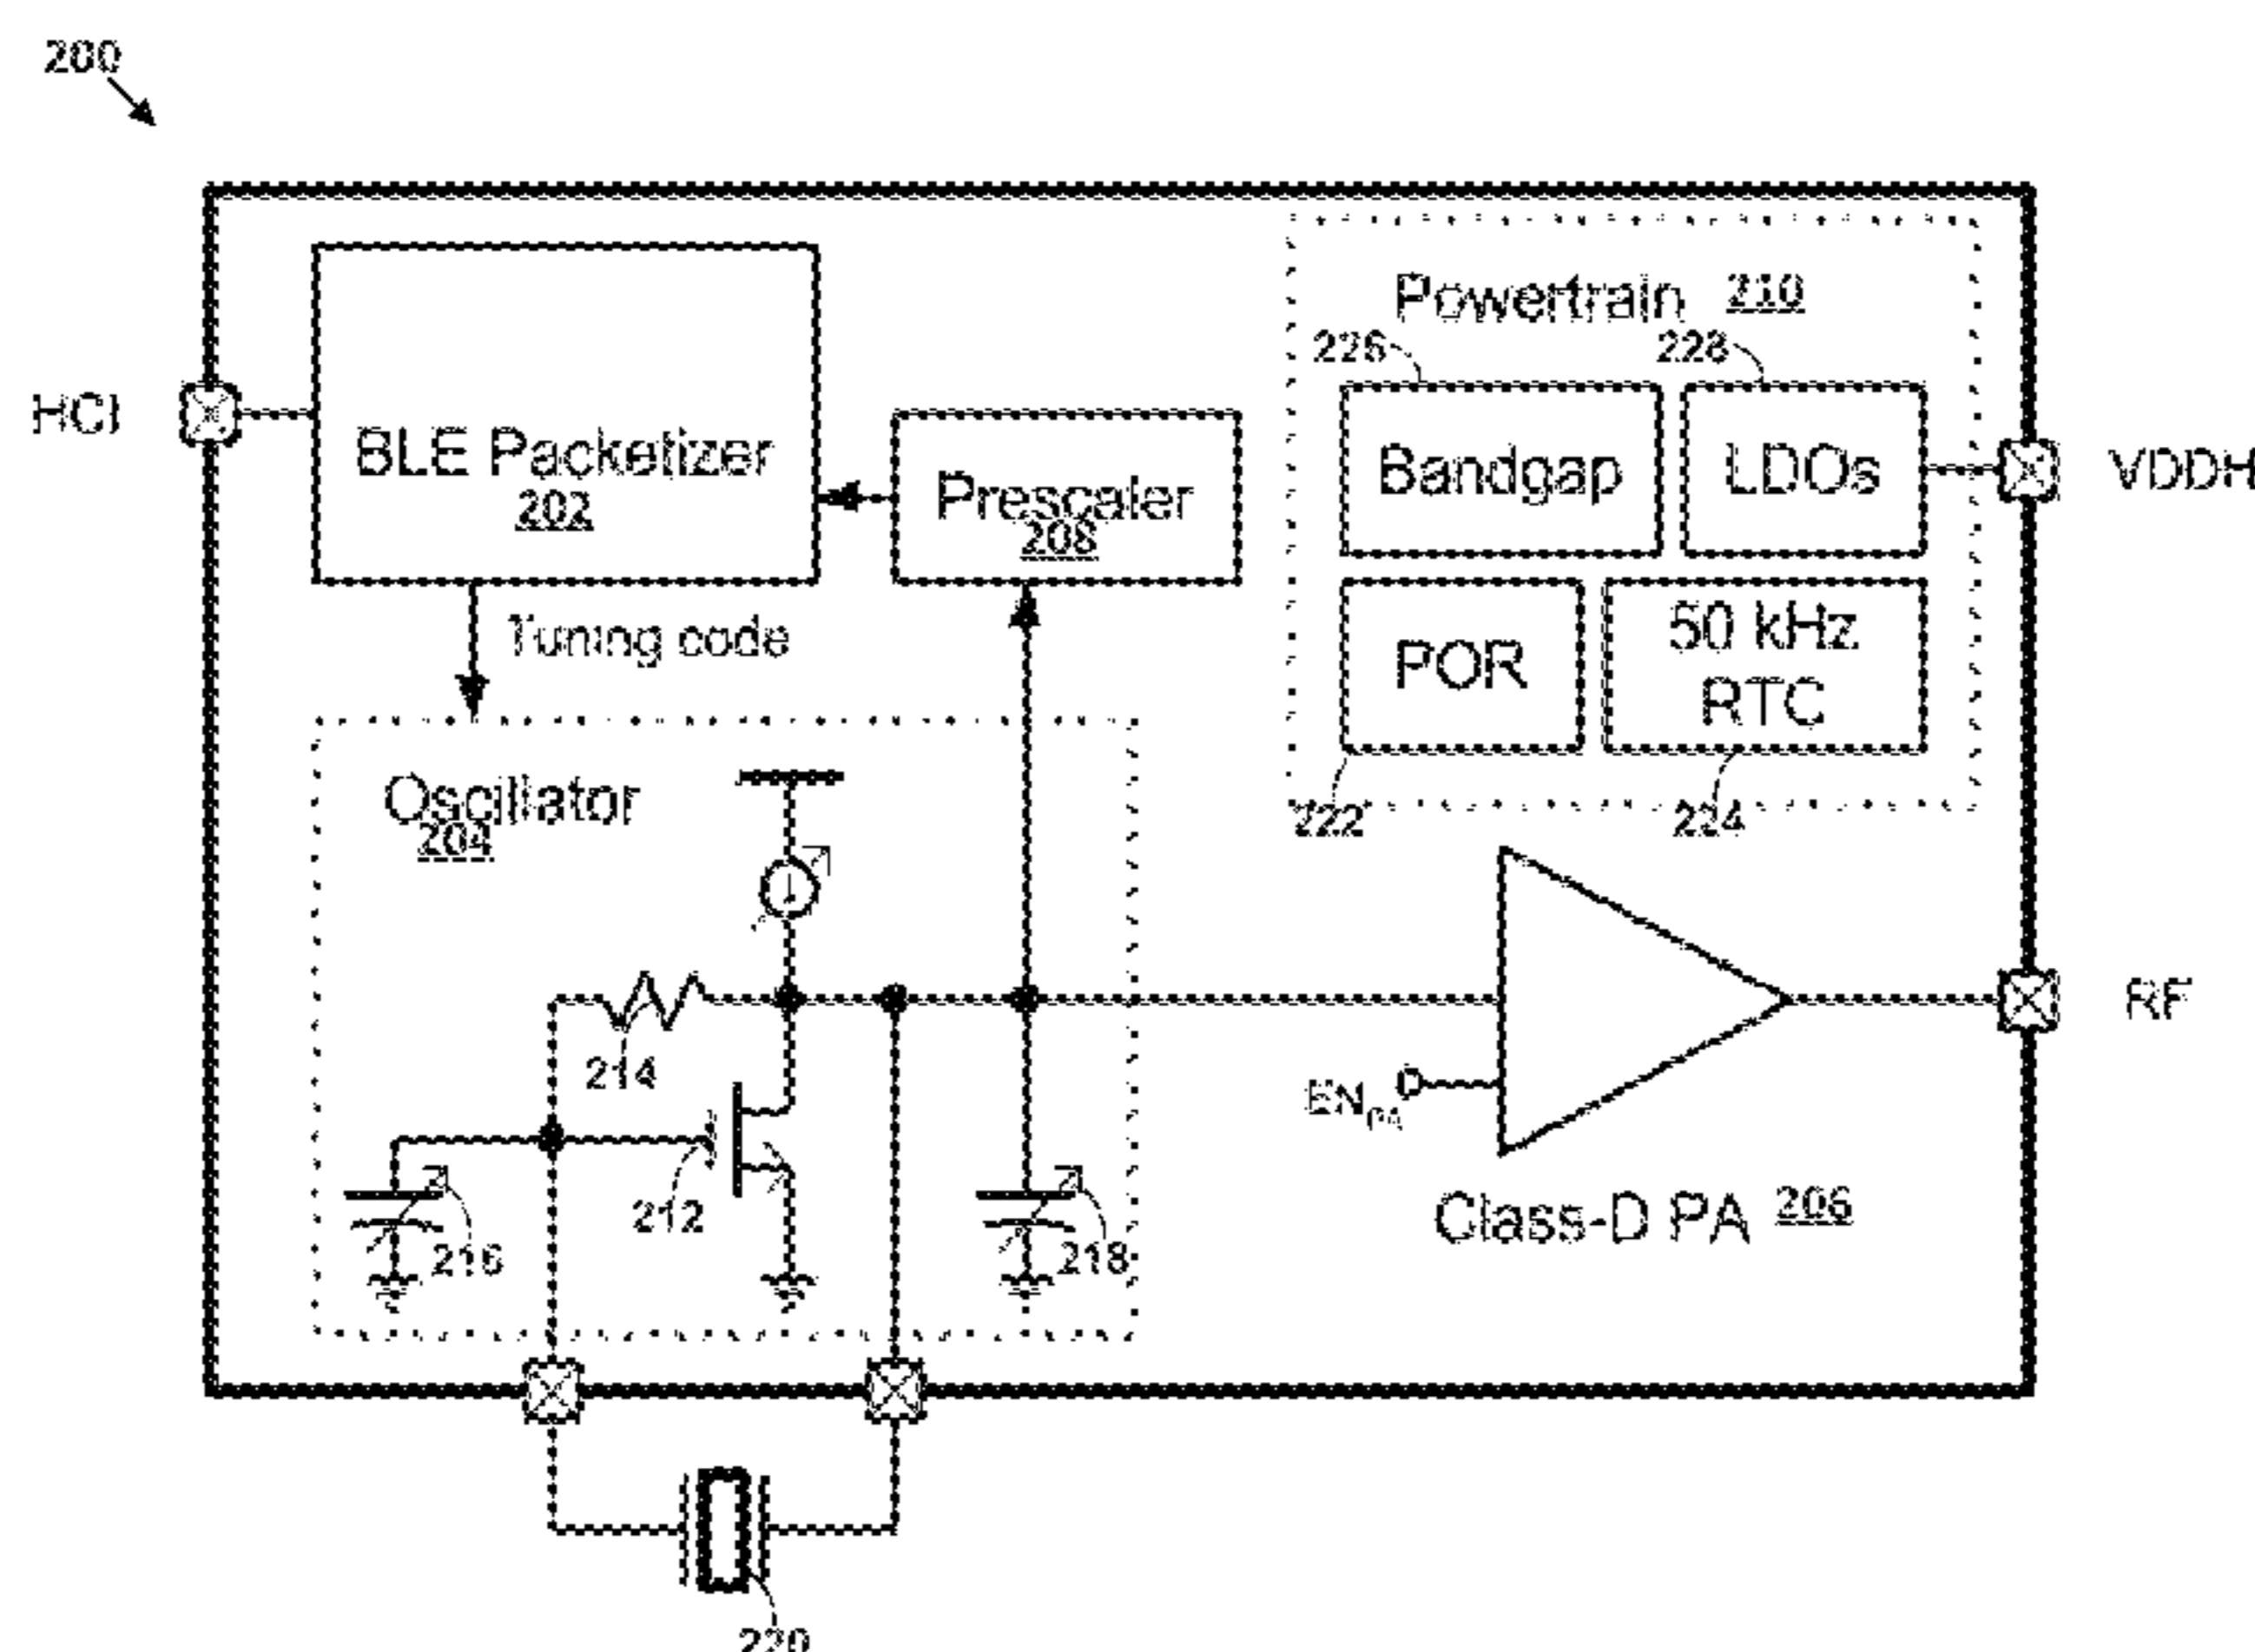 200
HCI
BLE Packetizer
202
Prescaler
208
Tuning code
Powertrain 210
226
228
Bandgap
LDOs
VDDH
POR
50 kHz
RTC
222
224
Oscillator
204
214
212
216
218
EN
Class-D PA 206
RF
220